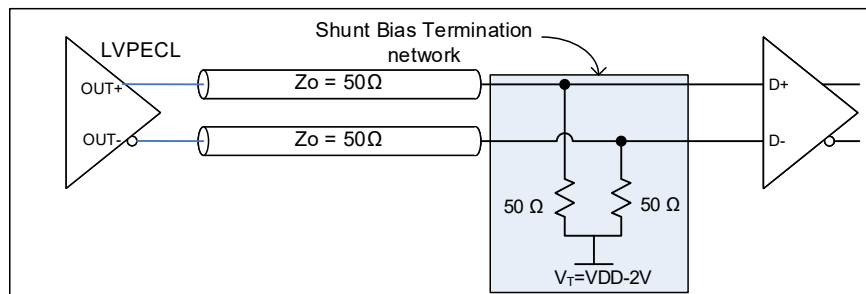 Shunt Bias Termination
network
LVPECL
OUT+
OUT-
Zo = 50Ω
Zo = 50Ω
D+
D-
50 Ω
50 Ω
VT=VDD-2V